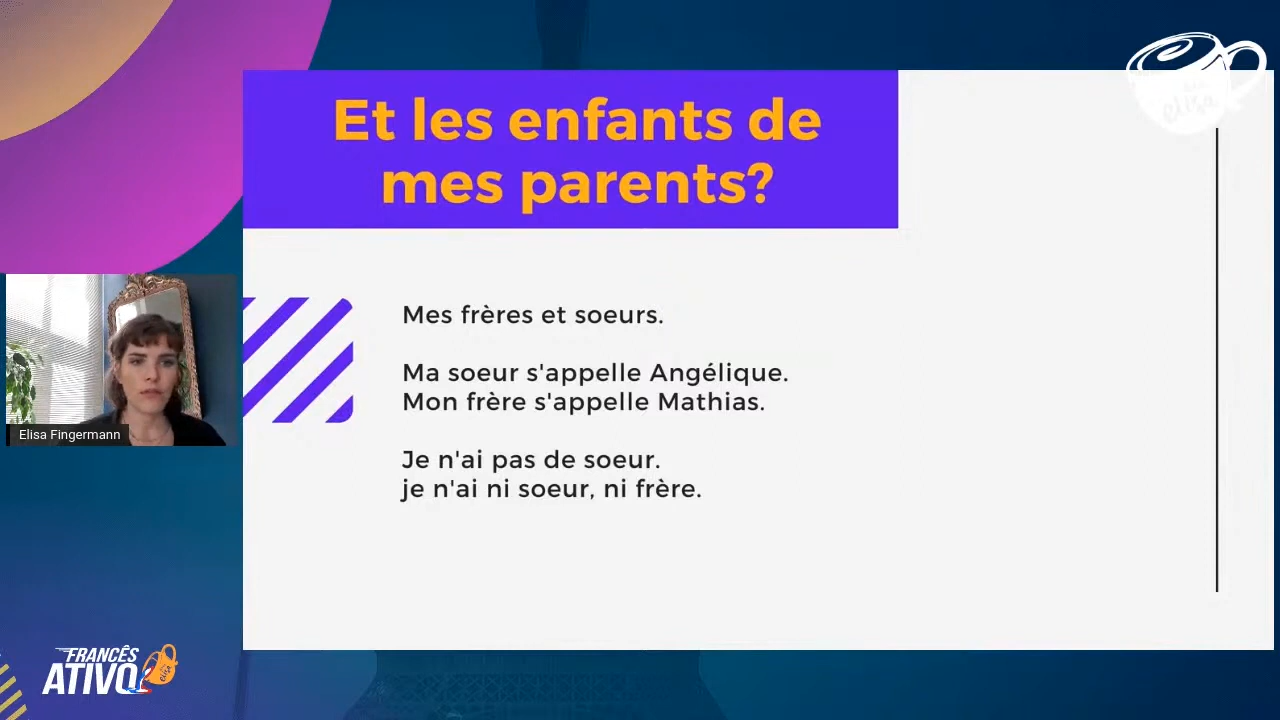 Et les enfants de
mes parents?
Mes frères et soeurs.
Ma soeur s'appelle Angélique.
Mon frère s'appelle Mathias.
Je n'ai pas de soeur.
je n'ai ni soeur, ni frère.
Elisa Fingermann
FRANCÊS
ATIVO
elisa